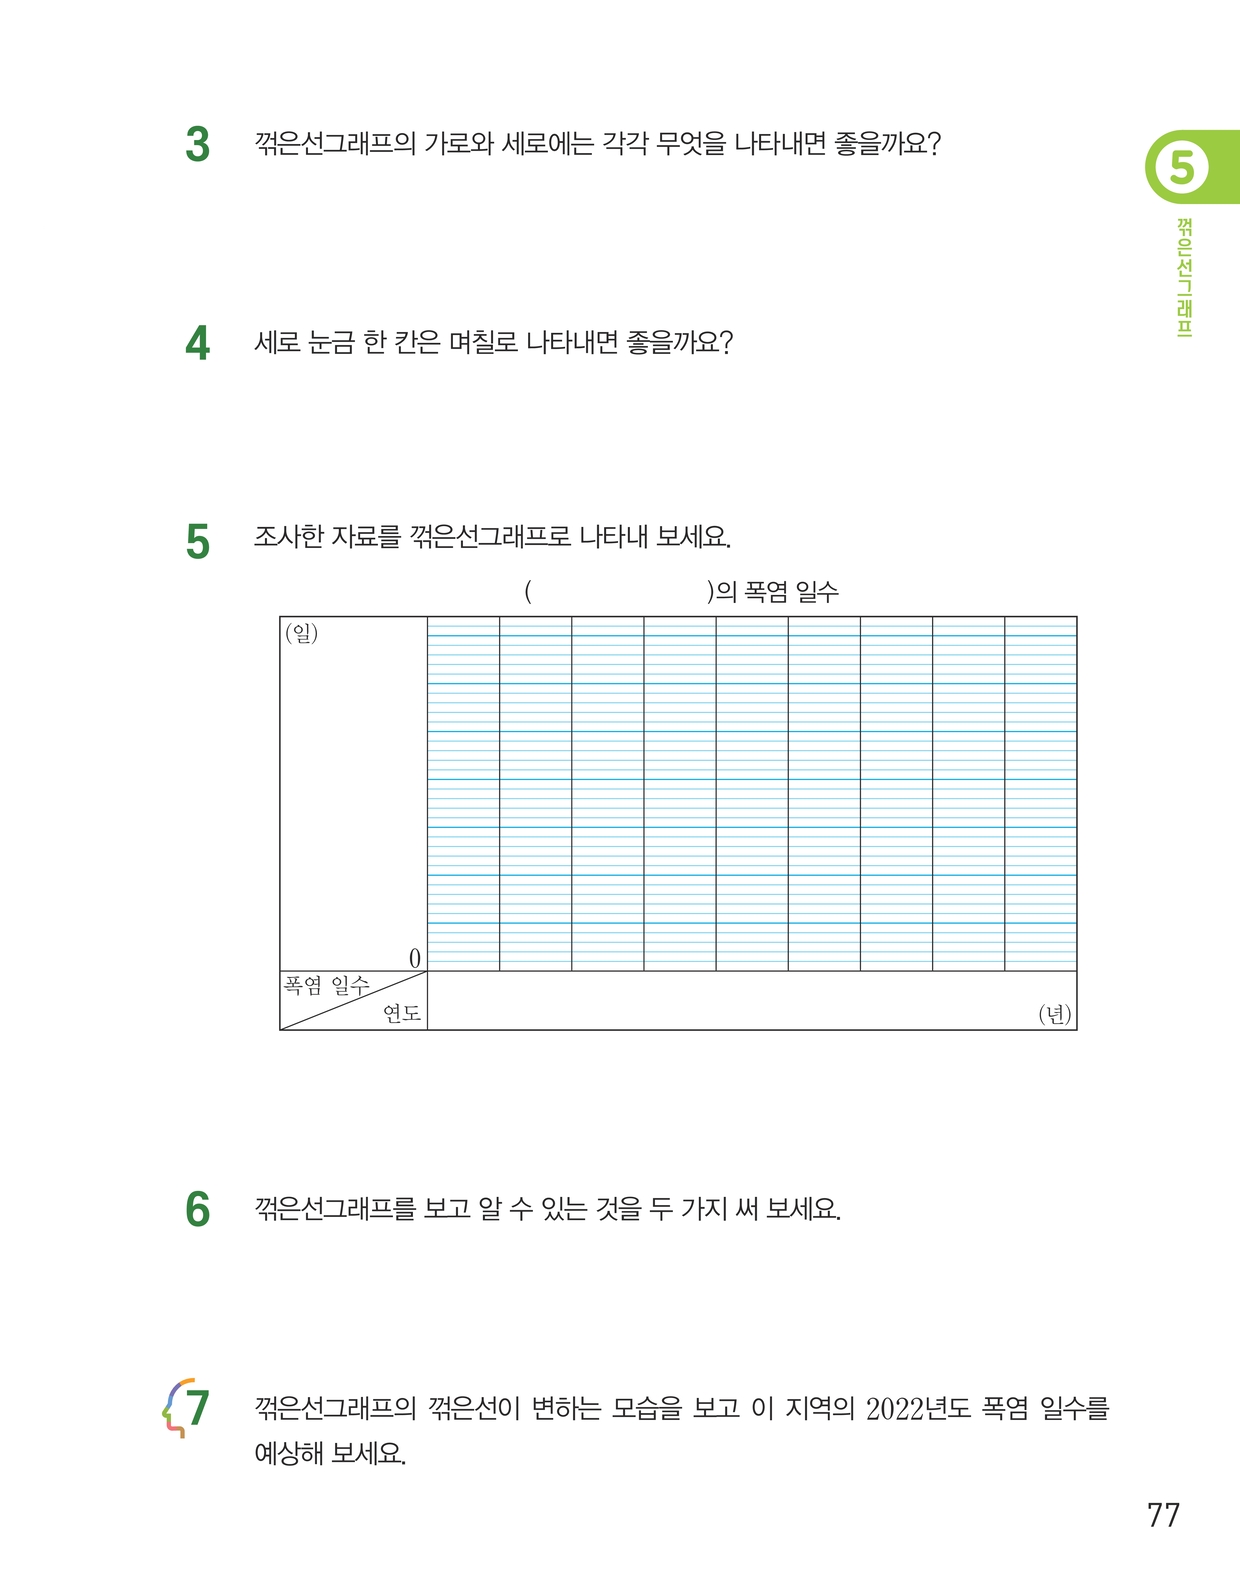 3 꺾은선그래프의 가로와 세로에는 각각 무엇을 나타내면 좋을까요?
5
꺾은선그래프
4 세로 눈금 한 칸은 며칠로 나타내면 좋을까요?
5 조사한 자료를 꺾은선그래프로 나타내 보세요.
( )의 폭염 일수
(일)
0
폭염 일수
연도
(년)
6 꺾은선그래프를 보고 알 수 있는 것을 두 가지 써 보세요.
7 꺾은선그래프의 꺾은선이 변하는 모습을 보고 이 지역의 2022년도 폭염 일수를
예상해 보세요.
77